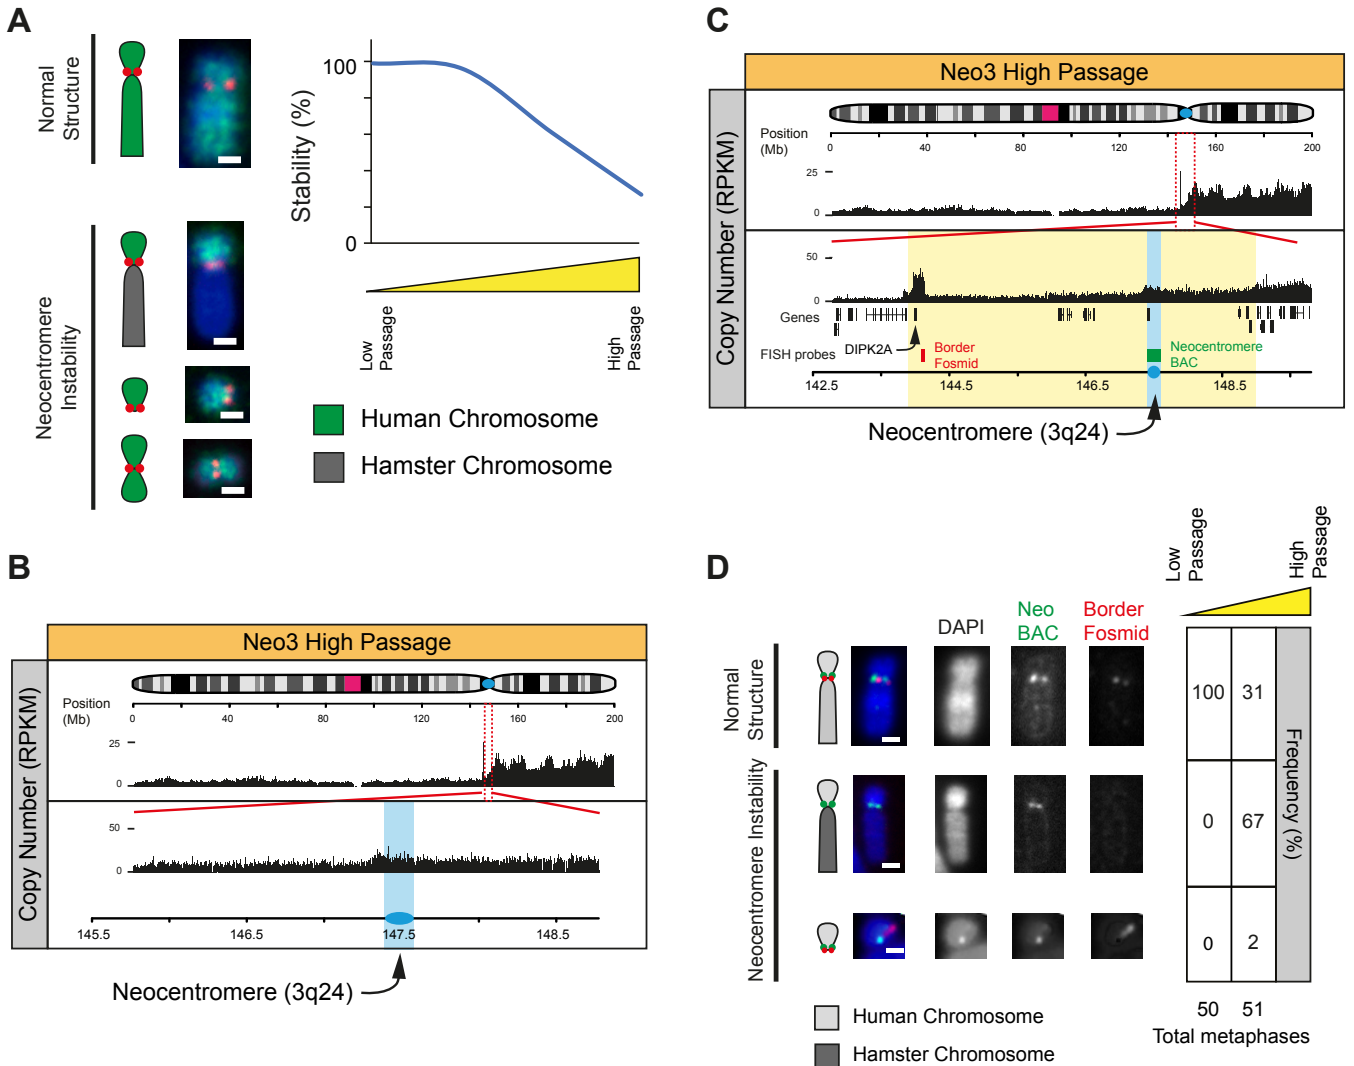 A
Normal
Structure
Neocentromere
Instability
Stability (%)
100
0
Low
Passage
High
Passage
Human Chromosome
Hamster Chromosome
B
Neo3 High Passage
Copy Number (RPKM)
Position
(Mb)
0 40 80 120 160 200
25
0
50
0
145.5 146.5 147.5 148.5
Neocentromere (3q24)
C
Neo3 High Passage
Copy Number (RPKM)
Position
(Mb)
0 40 80 120 160 200
25
0
50
0
Genes
DIPK2A
FISH probes
Border
Fosmid
Neocentromere
BAC
142.5 144.5 146.5 148.5
Neocentromere (3q24)
D
Low
Passage
High
Passage
DAPI
Neo
BAC
Border
Fosmid
Normal
Structure
Neocentromere Instability
100 31
0 67
0 2
Frequency (%)
50 51
Total metaphases
Human Chromosome
Hamster Chromosome